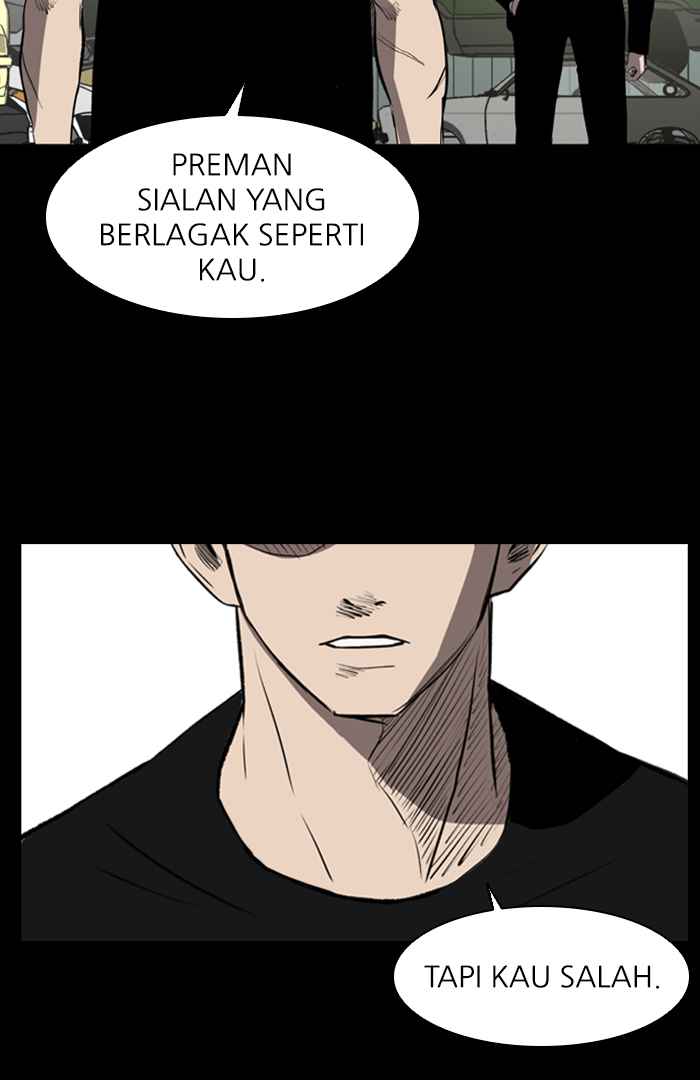 PREMAN
SIALAN YANG
BERLAGAK SEPERTI
KAU.
TAPI KAU SALAH.